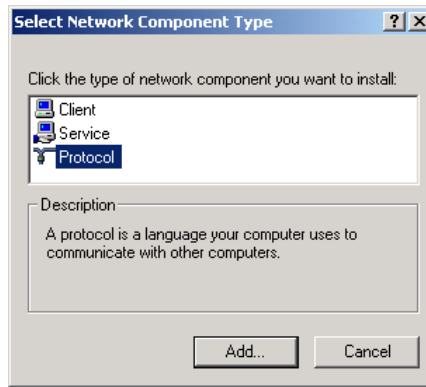 Select Network Component Type
Click the type of network component you want to install:
Client
Service
Protocol
Description
A protocol is a language your computer uses to
communicate with other computers.
Add... Cancel